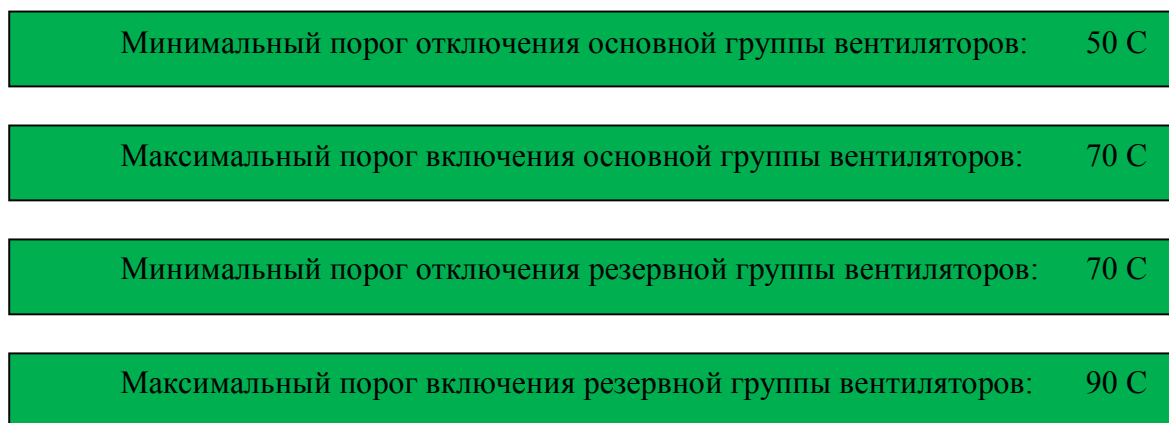 Минимальный порог отключения основной группы вентиляторов: 50 С
Максимальный порог включения основной группы вентиляторов: 70 С
Минимальный порог отключения резервной группы вентиляторов: 70 С
Максимальный порог включения резервной группы вентиляторов: 90 С